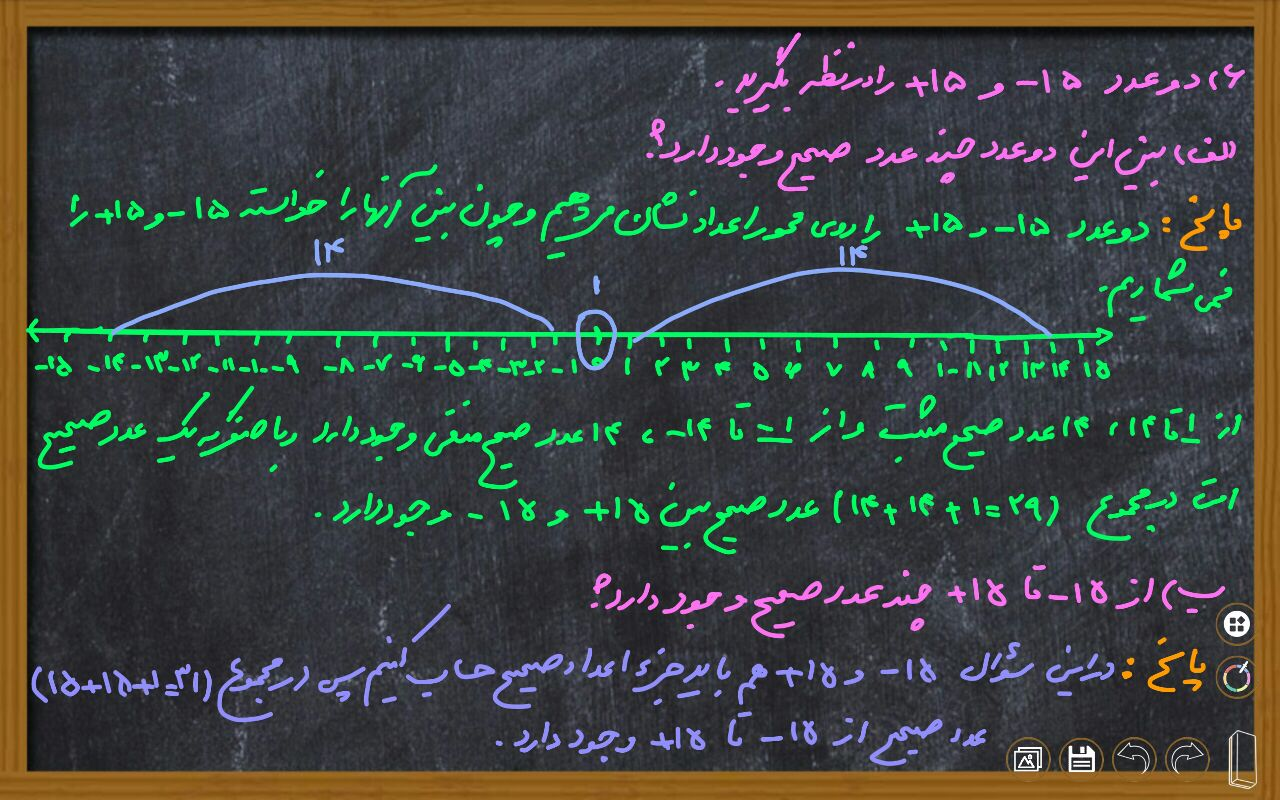 ۶) دو عدد ۱۵- و ۱۵+ را در نظر بگیرید.
الف) بین این دو عدد چند عدد صحیح وجود دارد؟
پاسخ: دو عدد ۱۵- و ۱۵+ را روی محور اعداد نشان می دهیم و چون بین آنها را خواسته ۱۵- و ۱۵+ را
نمی شماریم.
۱۴ ۱ ۱۴
-۱۵ -۱۴ -۱۳ -۱۲ -۱۱ -۱۰ -۹ -۸ -۷ -۶ -۵ -۴ -۳ -۲ -۱ ۰ ۱ ۲ ۳ ۴ ۵ ۶ ۷ ۸ ۹ ۱۰ ۱۱ ۱۲ ۱۳ ۱۴ ۱۵
از ۱ تا ۱۴، ۱۴ عدد صحیح مثبت و از ۱- تا ۱۴-، ۱۴ عدد صحیح منفی وجود دارد و با صفر که یک عدد صحیح
است در مجموع (۱۴+۱۴+۱=۲۹) عدد صحیح بین ۱۵+ و ۱۵- وجود دارد.
ب) از ۱۵- تا ۱۵+ چند عدد صحیح وجود دارد؟
پاسخ: در این سؤال ۱۵- و ۱۵+ هم باید جزء اعداد صحیح حساب کنیم پس در مجموع (۱۵+۱۵+۱=۳۱)
عدد صحیح از ۱۵- تا ۱۵+ وجود دارد.